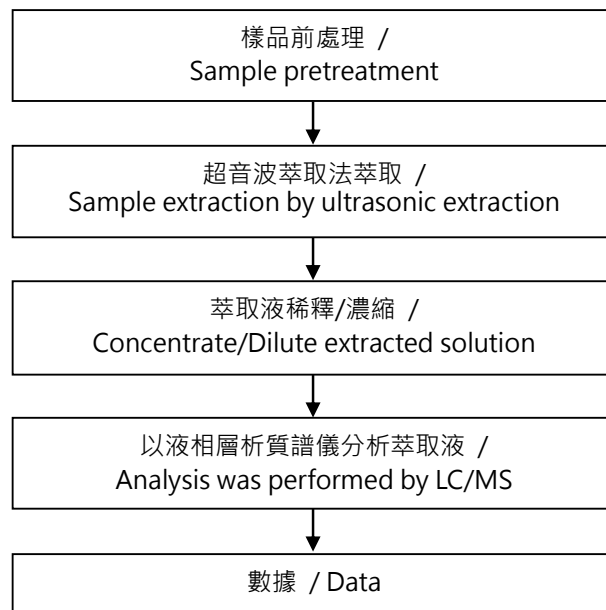 樣品前處理 /
Sample pretreatment
超音波萃取法萃取 /
Sample extraction by ultrasonic extraction
萃取液稀釋/濃縮 /
Concentrate/Dilute extracted solution
以液相層析質譜儀分析萃取液 /
Analysis was performed by LC/MS
數據 / Data